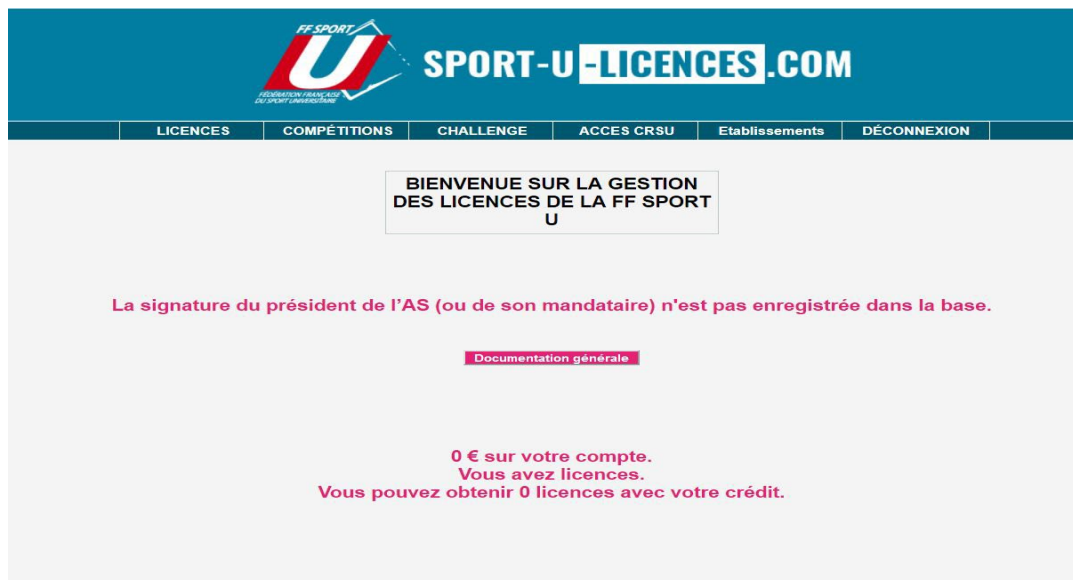 FF SPORT
U
FÉDÉRATION FRANÇAISE
DU SPORT UNIVERSITAIRE
SPORT-U-LICENCES.COM
LICENCES COMPÉTITIONS CHALLENGE ACCES CRSU Etablissements DÉCONNEXION
BIENVENUE SUR LA GESTION
DES LICENCES DE LA FF SPORT
U
La signature du président de l'AS (ou de son mandataire) n'est pas enregistrée dans la base.
Documentation générale
0 € sur votre compte.
Vous avez licences.
Vous pouvez obtenir 0 licences avec votre crédit.